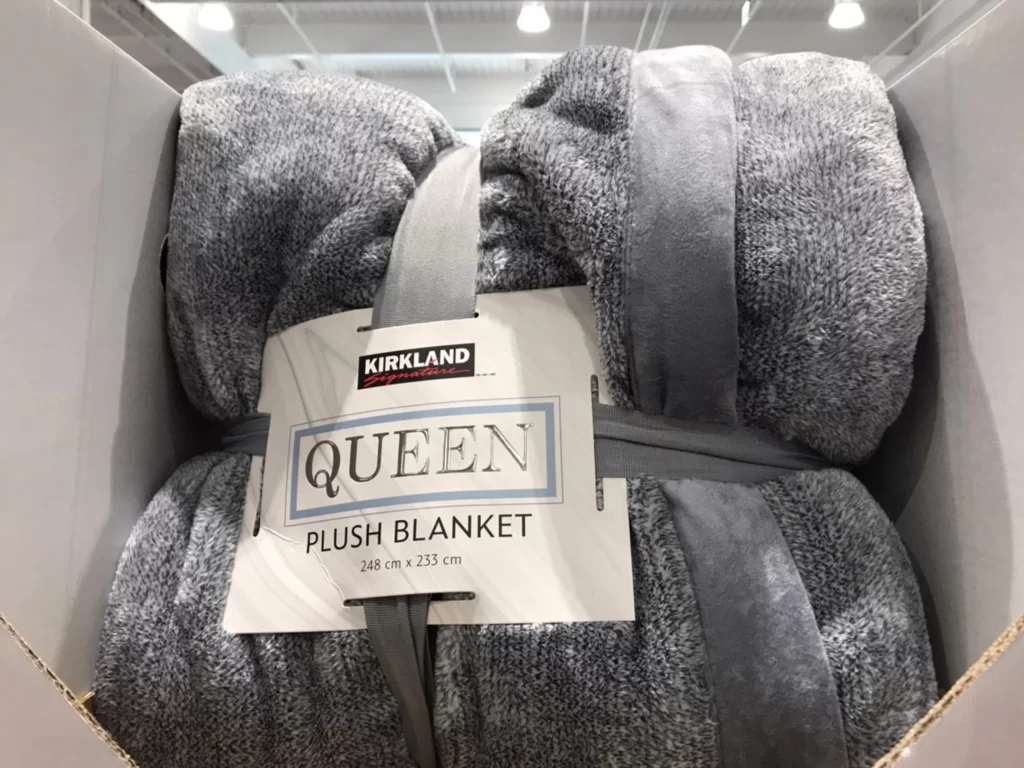 KIRKLAND
Signature
QUEEN
PLUSH BLANKET
248 cm x 233 cm